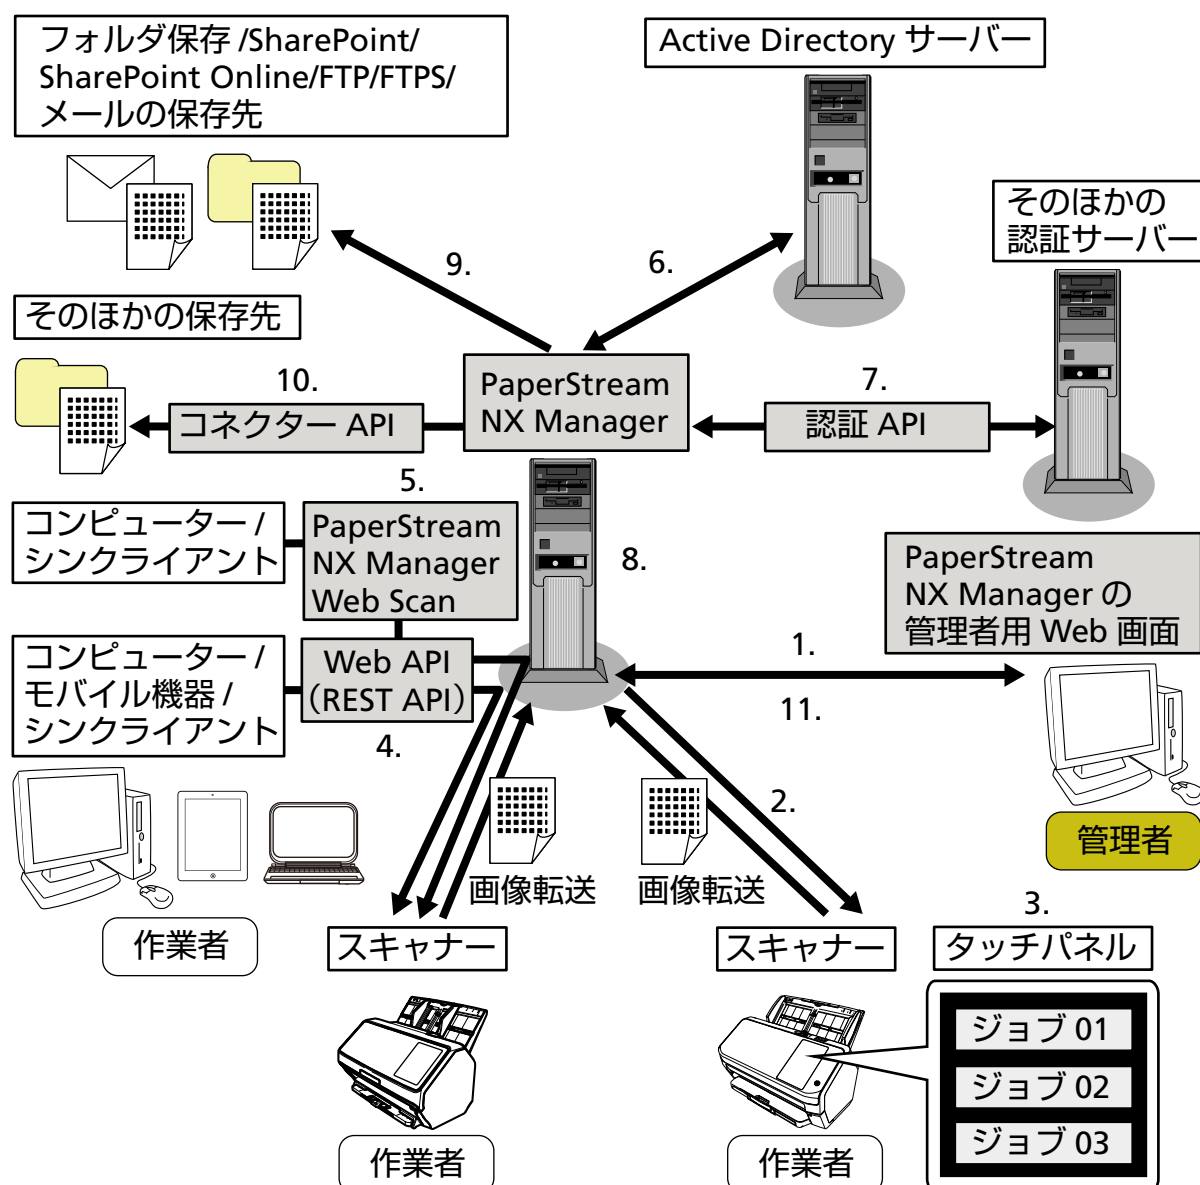 フォルダ保存 /SharePoint/
SharePoint Online/FTP/FTPS/
メールの保存先
Active Directory サーバー
そのほかの
認証サーバー
9.
6.
そのほかの保存先
10.
コネクター API
PaperStream
NX Manager
7.
認証 API
5.
コンピューター /
シンクライアント
PaperStream
NX Manager
Web Scan
8.
PaperStream
NX Manager の
管理者用 Web 画面
コンピューター /
モバイル機器 /
シンクライアント
Web API
（REST API）
4.
1.
11.
2.
画像転送
画像転送
管理者
作業者
スキャナー
スキャナー
3.
タッチパネル
ジョブ 01
ジョブ 02
ジョブ 03
作業者
作業者